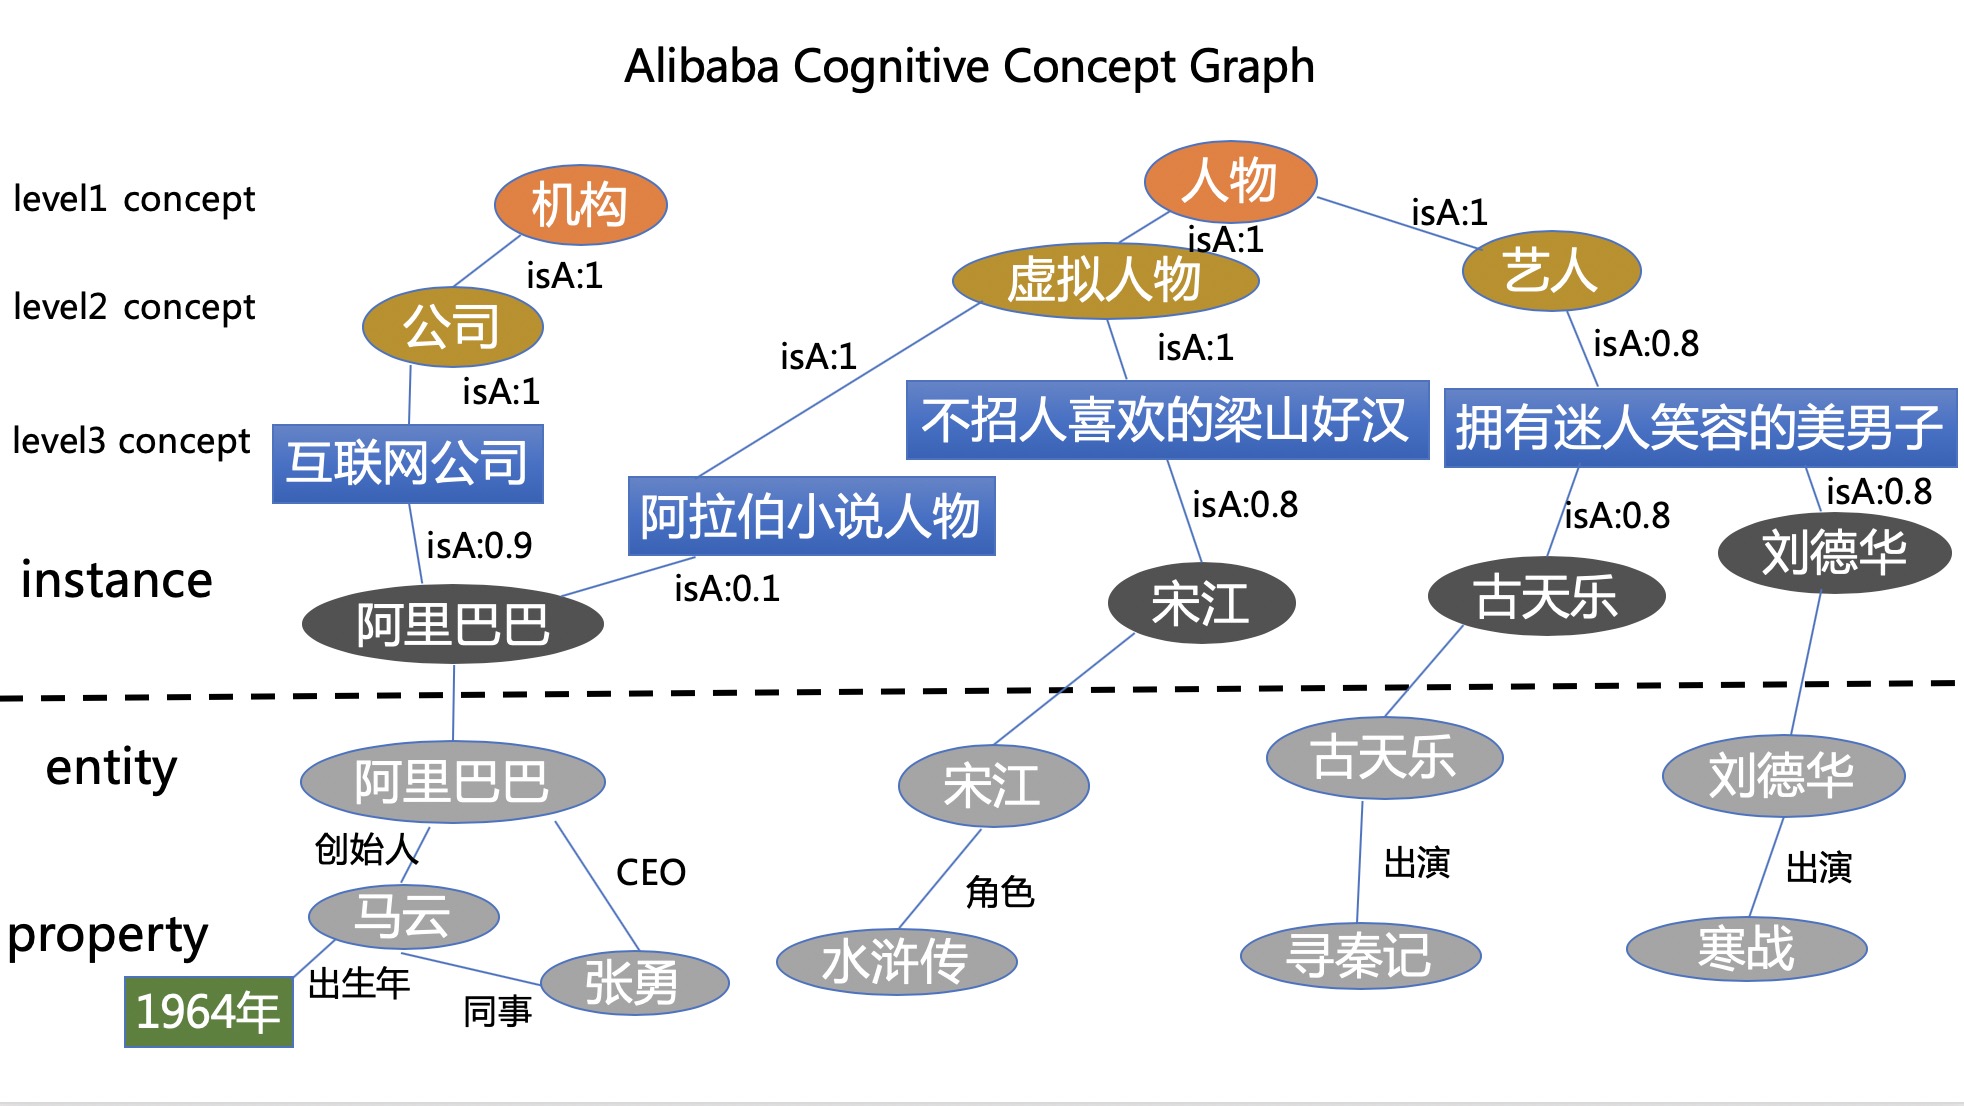 Alibaba Cognitive Concept Graph
level1 concept
机构
人物
isA:1
isA:1
isA:1
level2 concept
公司
虚拟人物
艺人
isA:1
isA:1
isA:1
isA:0.8
level3 concept
互联网公司
阿拉伯小说人物
不招人喜欢的梁山好汉
拥有迷人笑容的美男子
isA:0.9
isA:0.1
isA:0.8
isA:0.8
isA:0.8
instance
阿里巴巴
宋江
古天乐
刘德华
entity
阿里巴巴
宋江
古天乐
刘德华
创始人
CEO
角色
出演
出演
property
马云
张勇
水浒传
寻秦记
寒战
出生年
同事
1964年